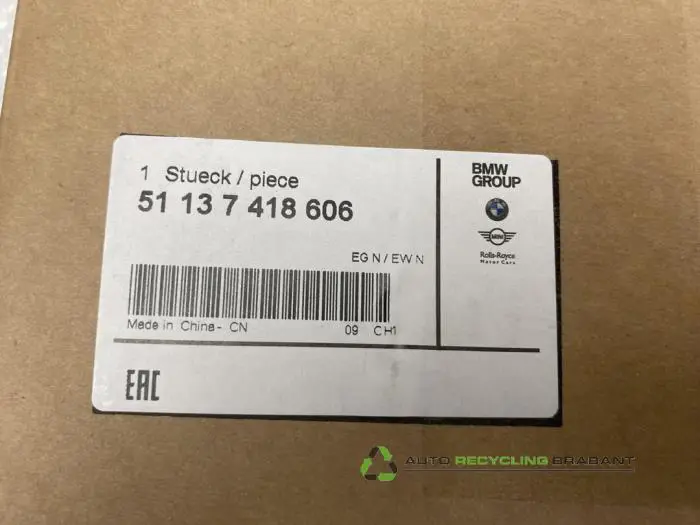 1 Stueck / piece
51 13 7 418 606
EG N / EW N
Made in China - CN 09 CH1
EAC
BMW
GROUP
MINI
Rolls-Royce
Motor Cars
AUTO RECYCLING BRABANT